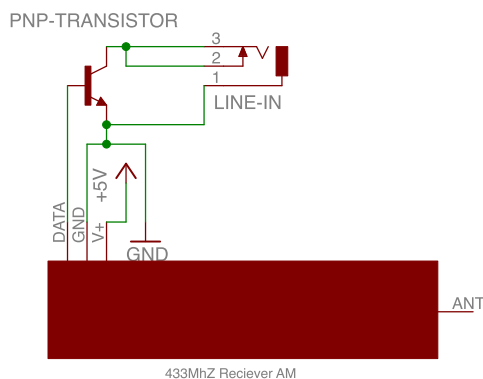 PNP-TRANSISTOR
3
2
1
LINE-IN
+5V
DATA
GND
V+
GND
ANT
433MhZ Reciever AM